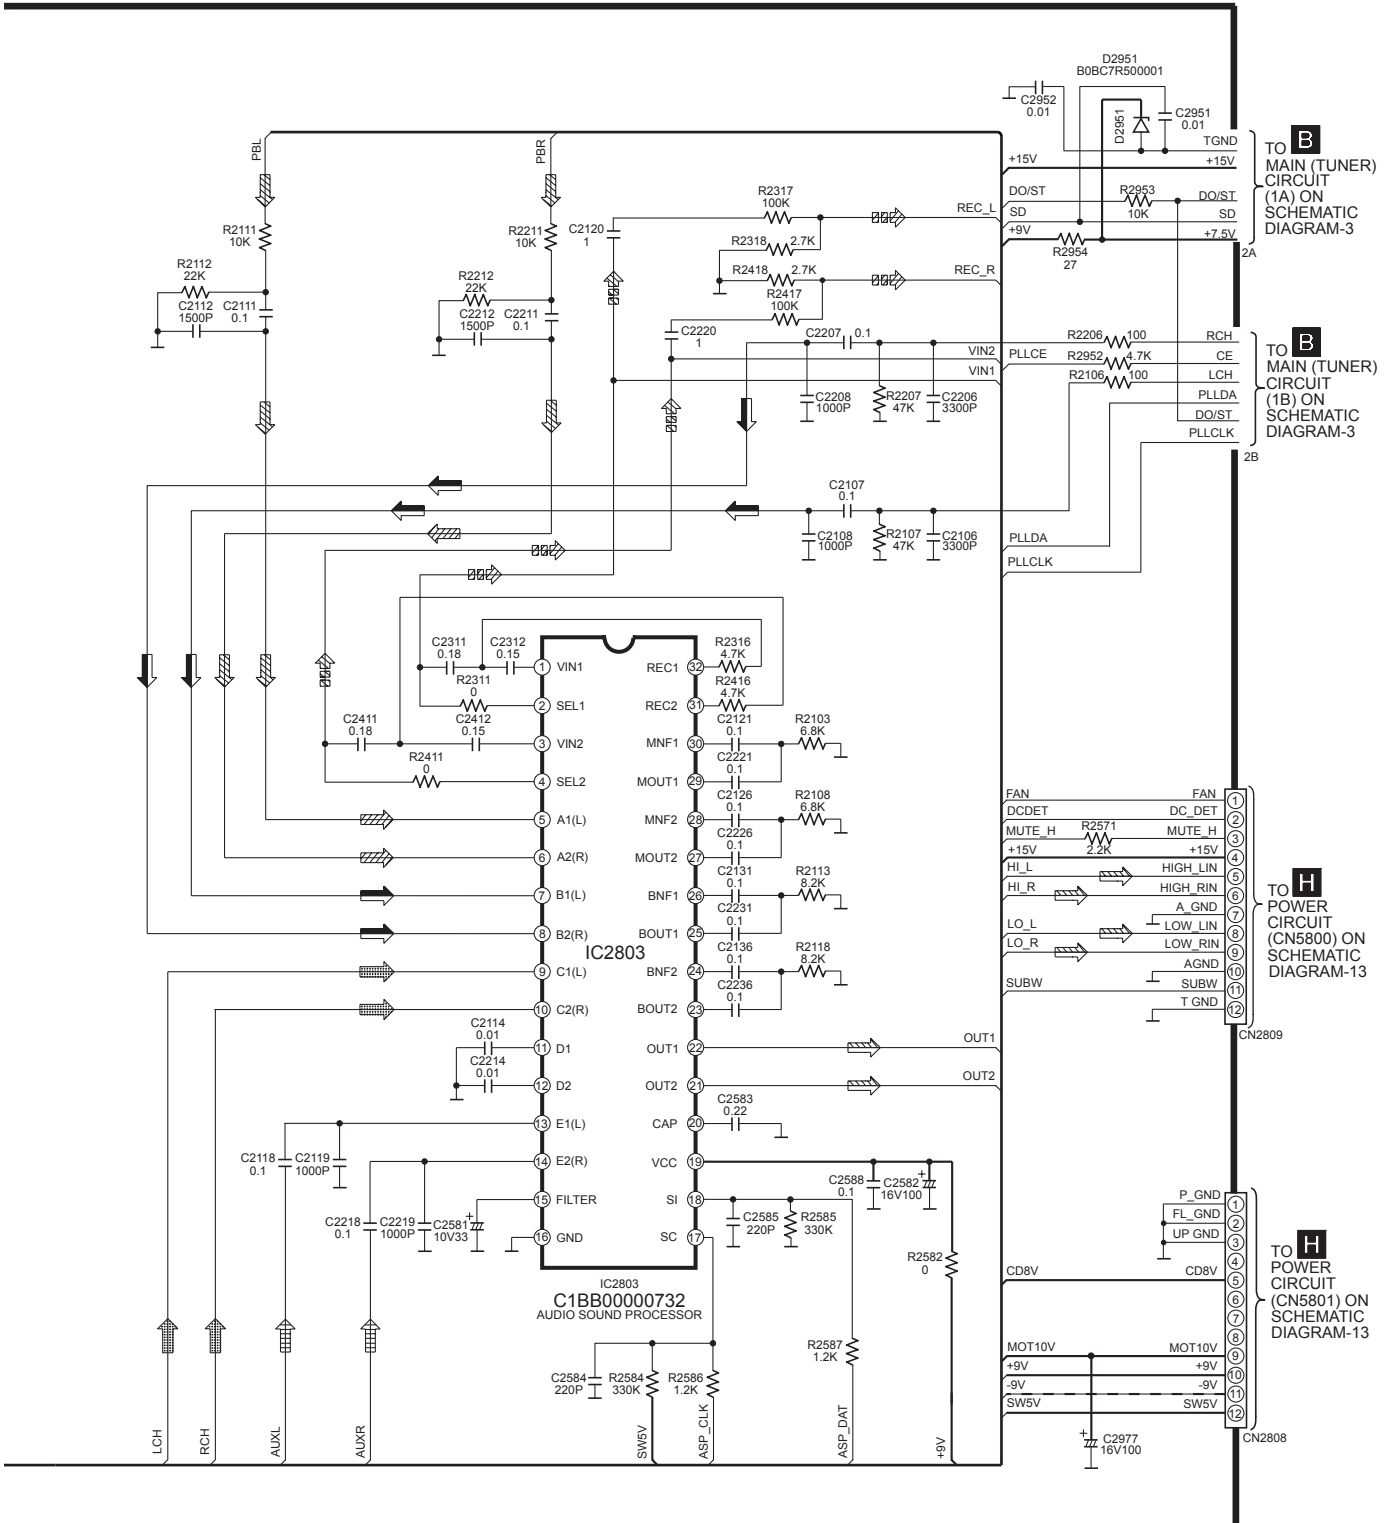 D2951
B0BC7R500001
C2952
0.01
D2951
C2951
0.01
TGND
+15V
+15V
DO/ST
R2953
10K
DO/ST
SD
SD
+9V
R2954
27
+7.5V
2A
TO B
MAIN (TUNER)
CIRCUIT
(1A) ON
SCHEMATIC
DIAGRAM-3
PBL
PBR
R2111
10K
R2112
22K
C2112
1500P
C2111
0.1
R2211
10K
R2212
22K
C2212
1500P
C2211
0.1
C2120
1
R2317
100K
REC_L
R2318
2.7K
R2418
2.7K
REC_R
R2417
100K
C2220
1
C2207
0.1
VIN2
VIN1
PLLCE
C2208
1000P
R2207
47K
C2206
3300P
R2206
100
RCH
R2952
4.7K
CE
R2106
100
LCH
PLLDA
DO/ST
PLLCLK
2B
TO B
MAIN (TUNER)
CIRCUIT
(1B) ON
SCHEMATIC
DIAGRAM-3
C2107
0.1
C2108
1000P
R2107
47K
C2106
3300P
PLLDA
PLLCLK
C2311
0.18
C2312
0.15
R2311
0
C2411
0.18
C2412
0.15
R2411
0
1 VIN1
2 SEL1
3 VIN2
4 SEL2
5 A1(L)
6 A2(R)
7 B1(L)
8 B2(R)
9 C1(L)
10 C2(R)
11 D1
12 D2
13 E1(L)
14 E2(R)
15 FILTER
16 GND
IC2803
REC1 32
REC2 31
MNF1 30
MOUT1 29
MNF2 28
MOUT2 27
BNF1 26
BOUT1 25
BNF2 24
BOUT2 23
OUT1 22
OUT2 21
CAP 20
VCC 19
SI 18
SC 17
R2316
4.7K
R2416
4.7K
C2121
0.1
R2103
6.8K
C2221
0.1
C2126
0.1
R2108
6.8K
C2226
0.1
C2131
0.1
R2113
8.2K
C2231
0.1
C2136
0.1
R2118
8.2K
C2236
0.1
OUT1
OUT2
C2583
0.22
C2114
0.01
C2214
0.01
C2118
0.1
C2119
1000P
C2218
0.1
C2219
1000P
C2581
10V33
+
C2588
0.1
C2582
16V100
+
C2585
220P
R2585
330K
R2582
0
IC2803
C1BB00000732
AUDIO SOUND PROCESSOR
C2584
220P
R2584
330K
R2586
1.2K
R2587
1.2K
LCH
RCH
AUXL
AUXR
SW5V
ASP_CLK
ASP_DAT
+9V
FAN
FAN
1
DCDET
DC_DET
2
MUTE_H
R2571
2.2K
MUTE_H
3
+15V
+15V
4
HI_L
HIGH_LIN
5
HI_R
HIGH_RIN
6
A_GND
7
LO_L
LOW_LIN
8
LO_R
LOW_RIN
9
AGND
10
SUBW
SUBW
11
T GND
12
CN2809
TO H
POWER
CIRCUIT
(CN5800) ON
SCHEMATIC
DIAGRAM-13
P_GND
1
FL_GND
2
UP GND
3
4
CD8V
CD8V
5
6
7
8
MOT10V
MOT10V
9
+9V
+9V
10
-9V
-9V
11
SW5V
SW5V
12
CN2808
+
C2977
16V100
TO H
POWER
CIRCUIT
(CN5801) ON
SCHEMATIC
DIAGRAM-13